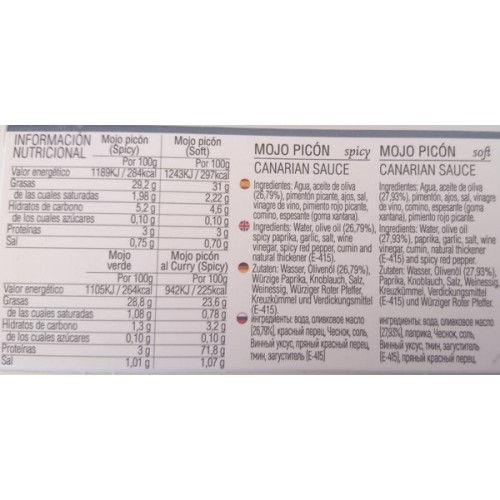 INFORMACIÓN NUTRICIONAL
Mojo picón (Spicy) Mojo picón (Soft)
Por 100g Por 100g
Valor energético 1189KJ / 284kcal 1243KJ / 297kcal
Grasas 29,2 g 31 g
de las cuales saturadas 1,98 g 2,22 g
Hidratos de carbono 5,2 g 4,6 g
de los cuales azúcares 0,10 g 0,10 g
Proteínas 3 g 3 g
Sal 0,75 g 0,70 g
Mojo verde Mojo picón al Curry (Spicy)
Por 100g Por 100g
Valor energético 1105KJ / 264kcal 942KJ / 225kcal
Grasas 28,8 g 23,6 g
de las cuales saturadas 1,08 g 0,78 g
Hidratos de carbono 1,3 g 3,2 g
de los cuales azúcares 0,10 g 0,10 g
Proteínas 3 g 71,8 g
Sal 1,01 g 1,07 g
MOJO PICÓN spicy
CANARIAN SAUCE
Ingredientes: Agua, aceite de oliva
(26,79%), pimentón picante, ajos, sal,
vinagre de vino, pimiento rojo picante,
comino, espesante (goma xantana).
Ingredients: Water, olive oil (26,79%),
spicy paprika, garlic, salt, wine
vinegar, spicy red pepper, cumin and
natural thickener (E-415).
Zutaten: Wasser, Olivenöl (26,79%),
Würzige Paprika, Knoblauch, Salz,
Weinessig, Würziger Roter Pfeffer,
Kreuzkümmel und Verdickungsmittel
(E-415).
ингредиенты: вода, оливковое масло
[26,79%], красный перец, Чеснок, соль,
Винный уксус, пряный красный перец,
тмин, загуститель [E-415]
MOJO PICÓN soft
CANARIAN SAUCE
Ingredientes: Agua, aceite de oliva
(27,93%), pimentón, ajos, sal, vinagre
de vino, comino, espesante (goma
xantana), pimiento rojo picante.
Ingredients: Water, olive oil
(27,93%), paprika, garlic, salt, wine
vinegar, cumin, natural thickener
(E-415) and spicy red pepper.
Zutaten: Wasser, Olivenöl (27,93%),
Paprika, Knoblauch, Salz, Weinessig,
Kreuzkümmel, Verdickungsmittel
(E-415) und Würziger Roter Pfeffer.
ингредиенты: вода, оливковое масло
[27,93%], паприка, Чеснок, соль,
Винный уксус, тмин, загуститель
[E-415], пряный красный перец